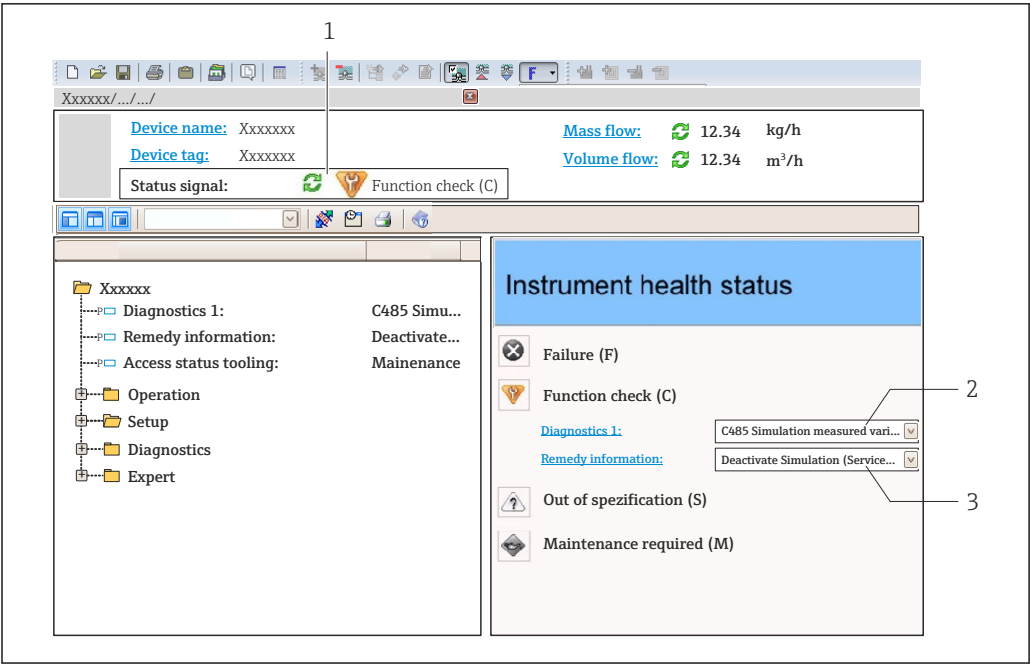 1
F
Xxxxxx/.../.../
Device name: Xxxxxxx
Mass flow: 12.34 kg/h
Device tag: Xxxxxxx
Volume flow: 12.34 m³/h
Status signal: Function check (C)
Instrument health status
Xxxxxx
P Diagnostics 1: C485 Simu...
P Remedy information: Deactivate...
P Access status tooling: Mainenance
Operation
Setup
Diagnostics
Expert
Failure (F)
Function check (C)
2
Diagnostics 1: C485 Simulation measured vari...
Remedy information: Deactivate Simulation (Service...
3
Out of spezification (S)
Maintenance required (M)